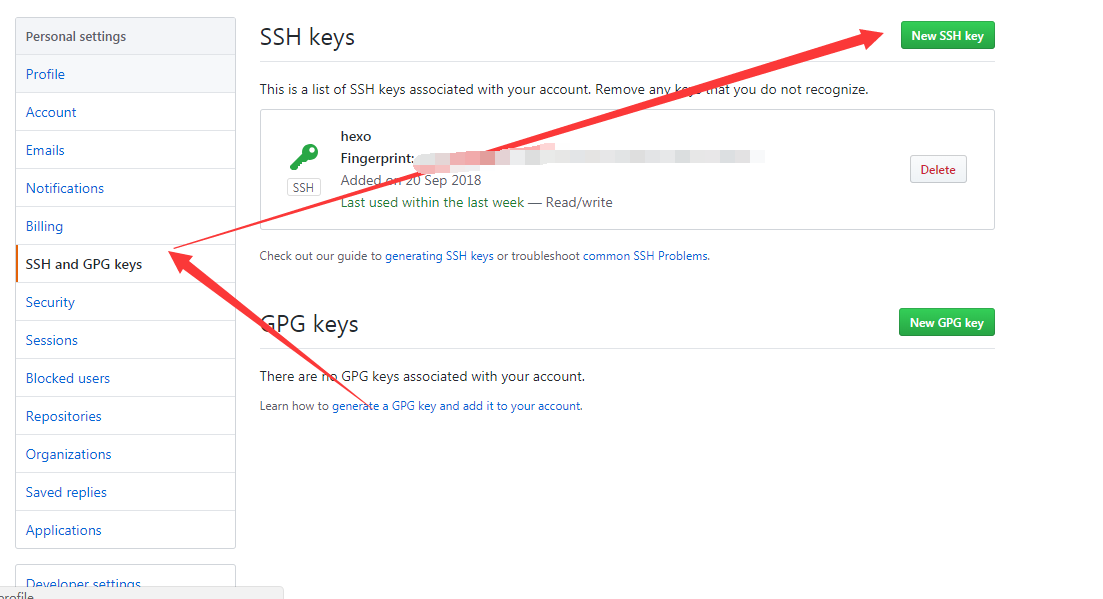 Personal settings
Profile
Account
Emails
Notifications
Billing
SSH and GPG keys
Security
Sessions
Blocked users
Repositories
Organizations
Saved replies
Applications
Developer settings
profile
SSH keys
New SSH key
This is a list of SSH keys associated with your account. Remove any keys that you do not recognize.
hexo
Fingerprint:
SSH
Added on 20 Sep 2018
Last used within the last week — Read/write
Delete
Check out our guide to generating SSH keys or troubleshoot common SSH Problems.
GPG keys
New GPG key
There are no GPG keys associated with your account.
Learn how to generate a GPG key and add it to your account.